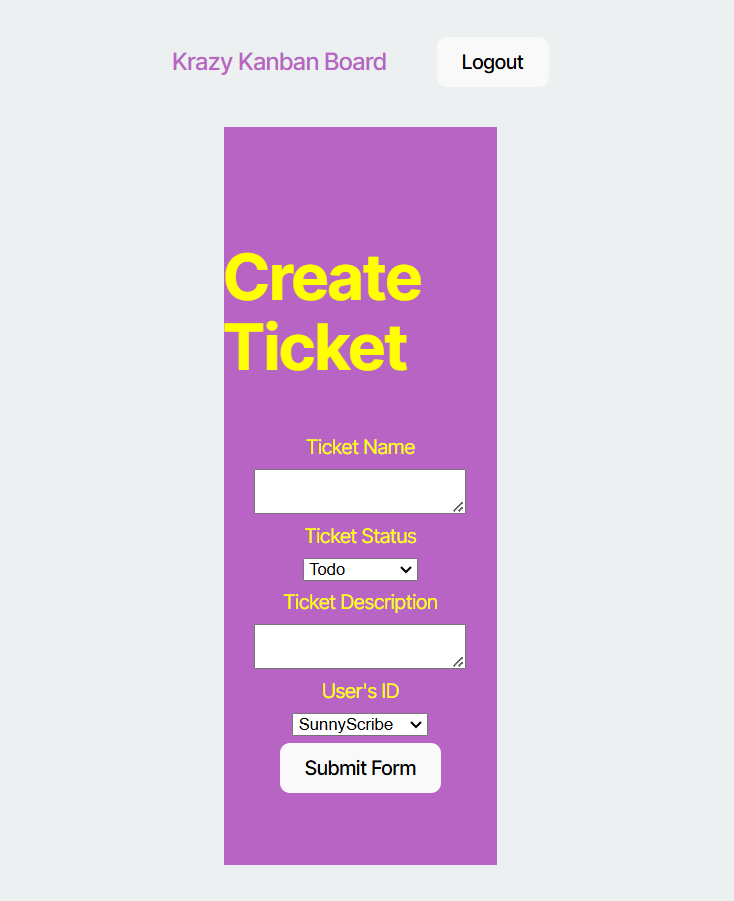 Krazy Kanban Board
Logout
Create
Ticket
Ticket Name
Ticket Status
Todo
Ticket Description
User's ID
SunnyScribe
Submit Form